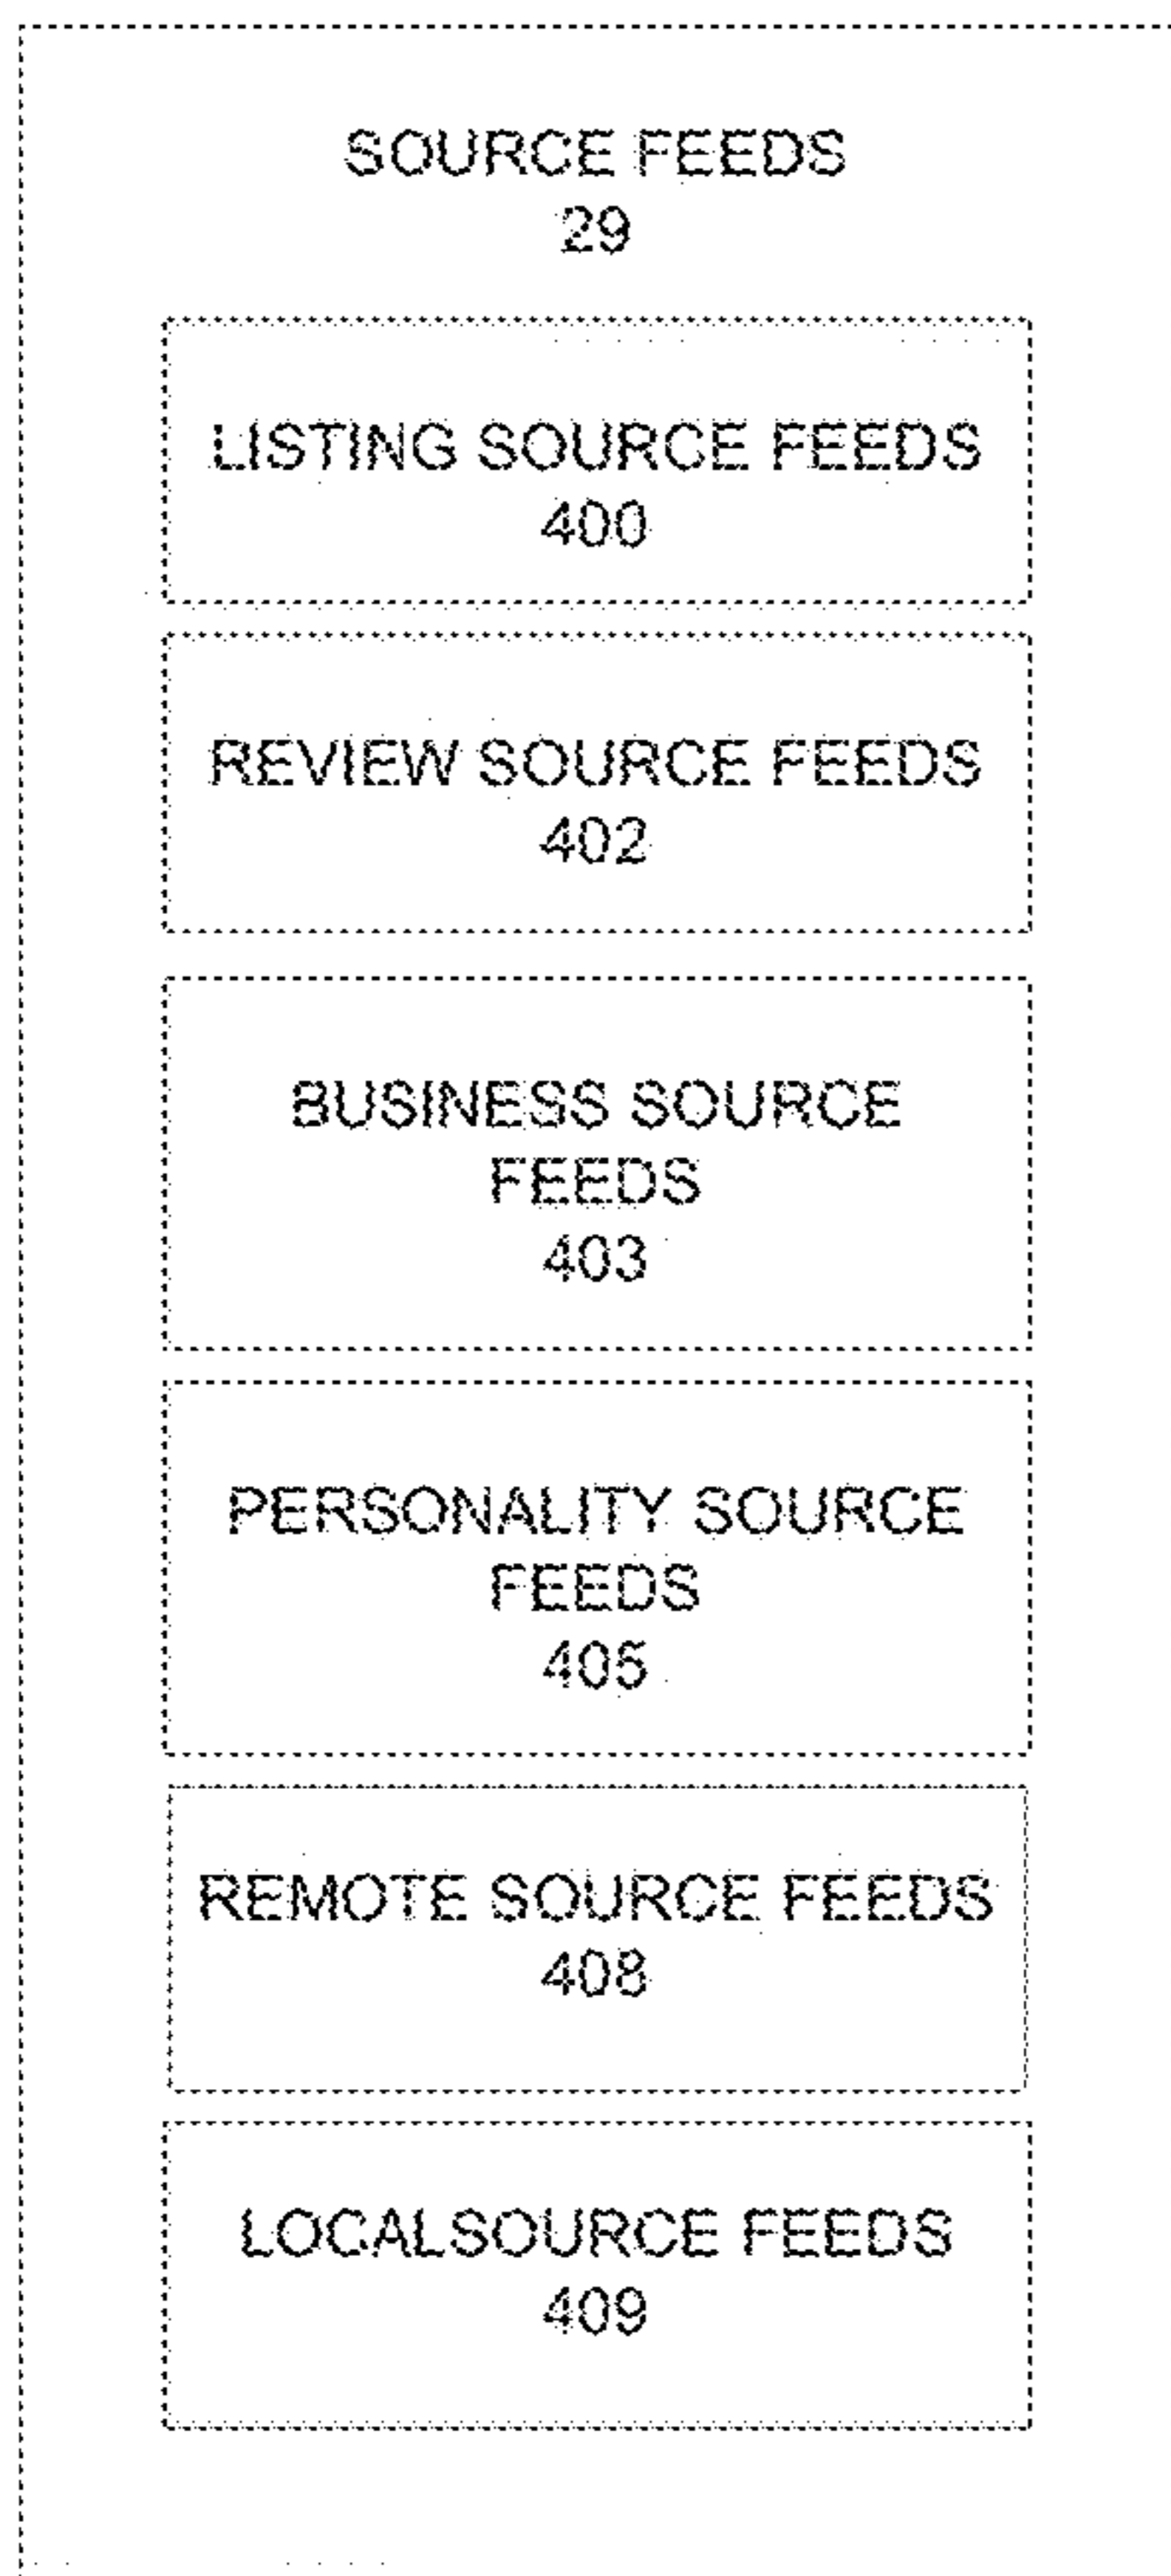 SOURCE FEEDS
29
LISTING SOURCE FEEDS
400
REVIEW SOURCE FEEDS
402
BUSINESS SOURCE
FEEDS
403
PERSONALITY SOURCE
FEEDS
405
REMOTE SOURCE FEEDS
408
LOCALSOURCE FEEDS
409